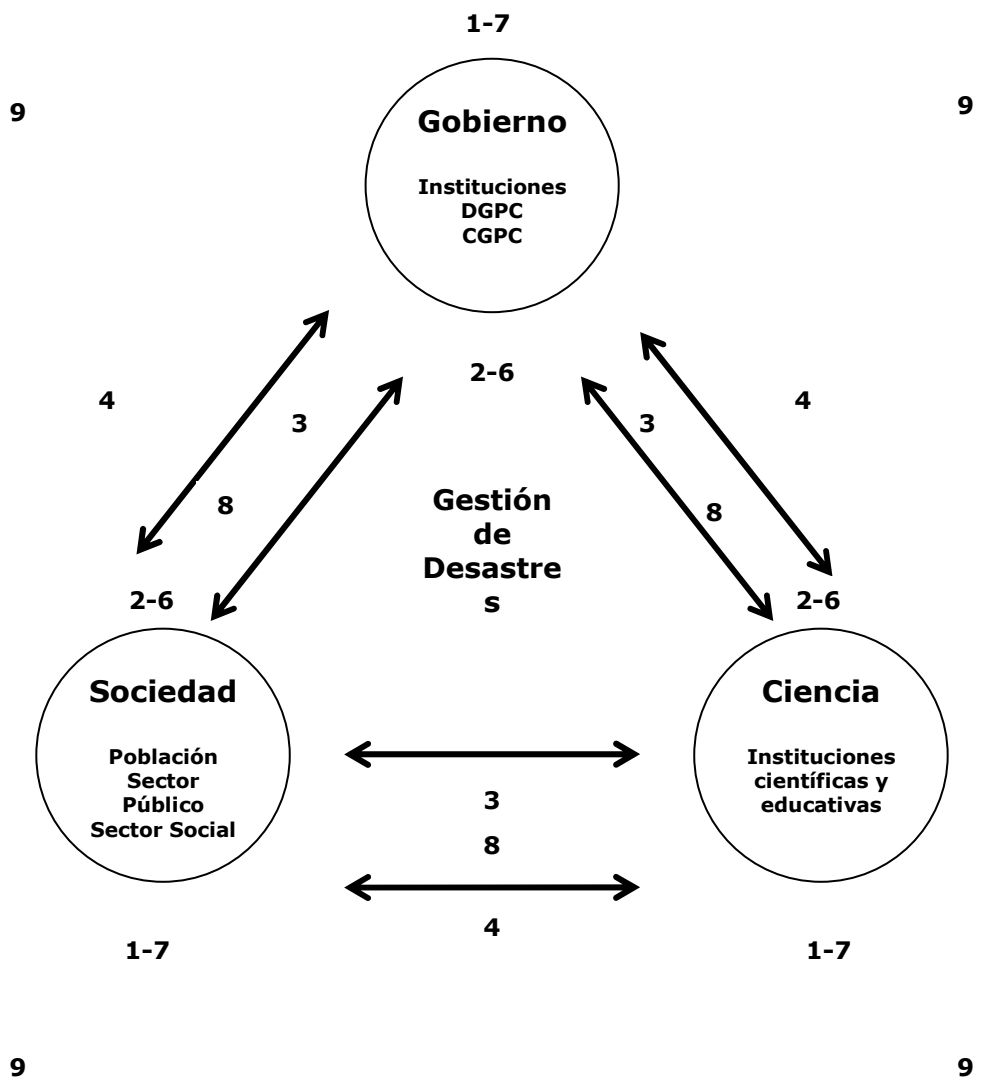 1-7
9
9
Gobierno
Instituciones
DGPC
CGPC
2-6
4
3
3
4
8
8
Gestión
de
Desastre
s
2-6
2-6
Sociedad
Población
Sector
Público
Sector Social
Ciencia
Instituciones
científicas y
educativas
3
8
4
1-7
1-7
9
9